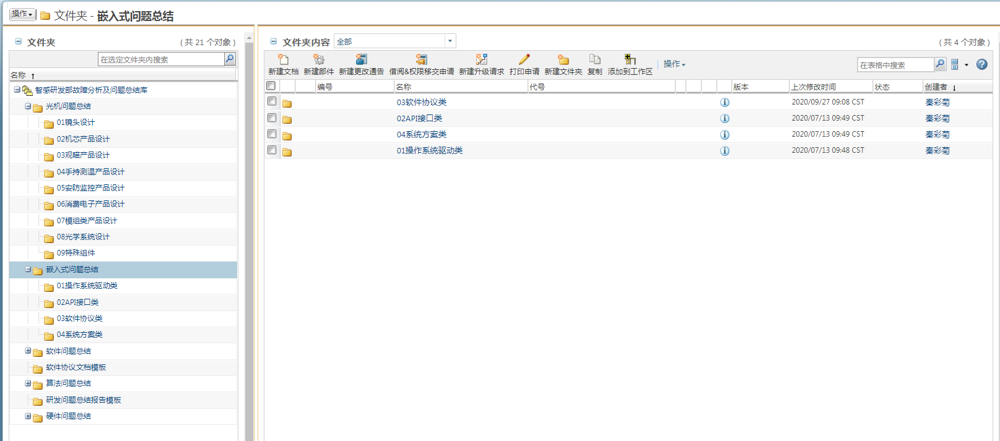 操作 文件夹 - 嵌入式问题总结
文件夹 ( 共 21 个对象 )
在选定文件夹内搜索
名称 ↑
智感研发部故障分析及问题总结库
光机问题总结
01镜头设计
02机芯产品设计
03观瞄产品设计
04手持测温产品设计
05安防监控产品设计
06消费电子产品设计
07模组类产品设计
08光学系统设计
09特殊组件
嵌入式问题总结
01操作系统驱动类
02API接口类
03软件协议类
04系统方案类
软件问题总结
软件协议文档模板
算法问题总结
研发问题总结报告模板
硬件问题总结
文件夹内容 全部 ( 共 4 个对象 )
新建文档 新建部件 新建更改通告 借阅&权限移交申请 新建升级请求 打印申请 新建文件夹 复制 添加到工作区 操作 在表格中搜索
编号 名称 代号 版本 上次修改时间 状态 创建者 ↓
03软件协议类 2020/09/27 09:08 CST 秦彩菊
02API接口类 2020/07/13 09:49 CST 秦彩菊
04系统方案类 2020/07/13 09:49 CST 秦彩菊
01操作系统驱动类 2020/07/13 09:48 CST 秦彩菊